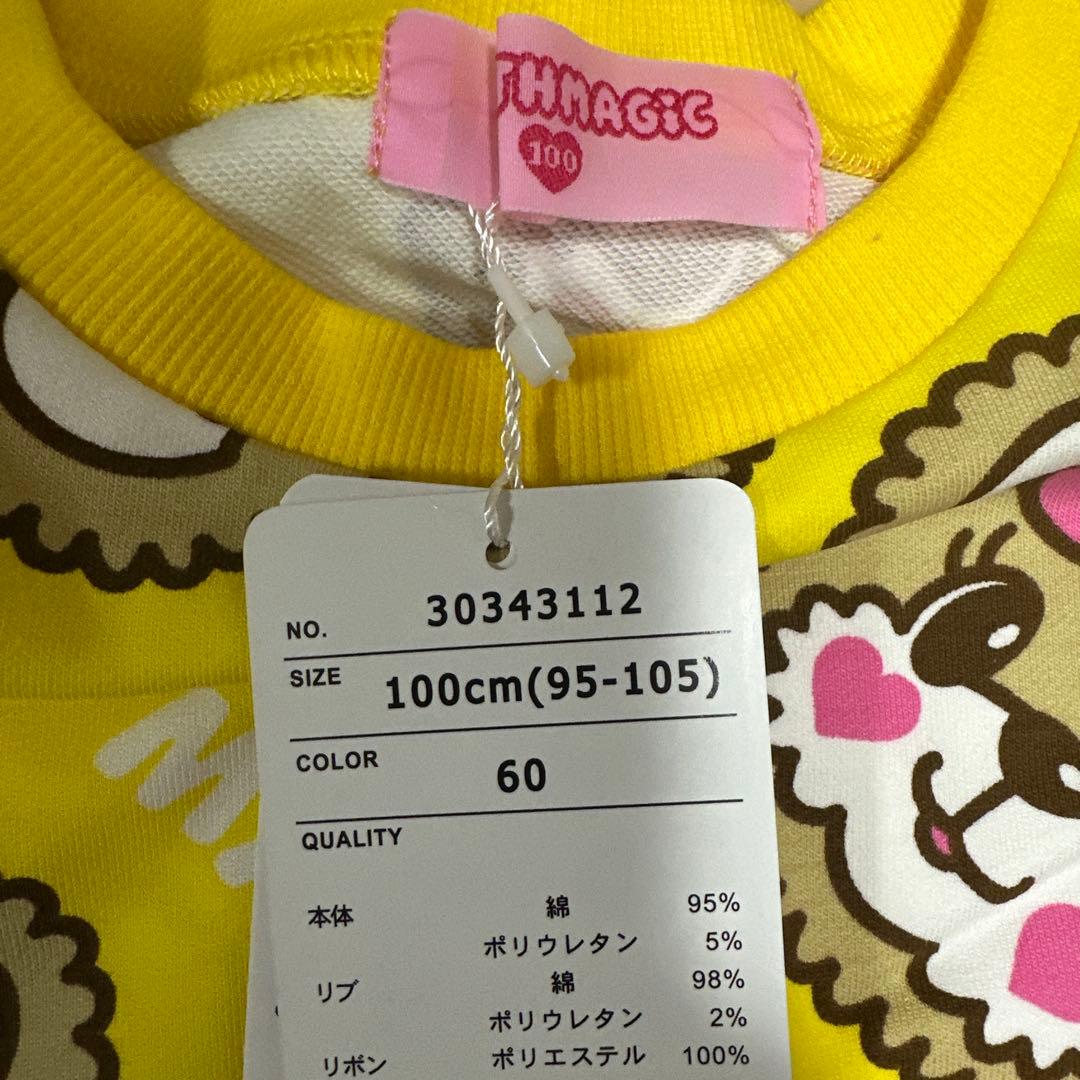 THMAGIC
100
NO. 30343112
SIZE 100cm(95-105)
COLOR 60
QUALITY
本体 綿 95%
ポリウレタン 5%
リブ 綿 98%
ポリウレタン 2%
リボン ポリエステル 100%